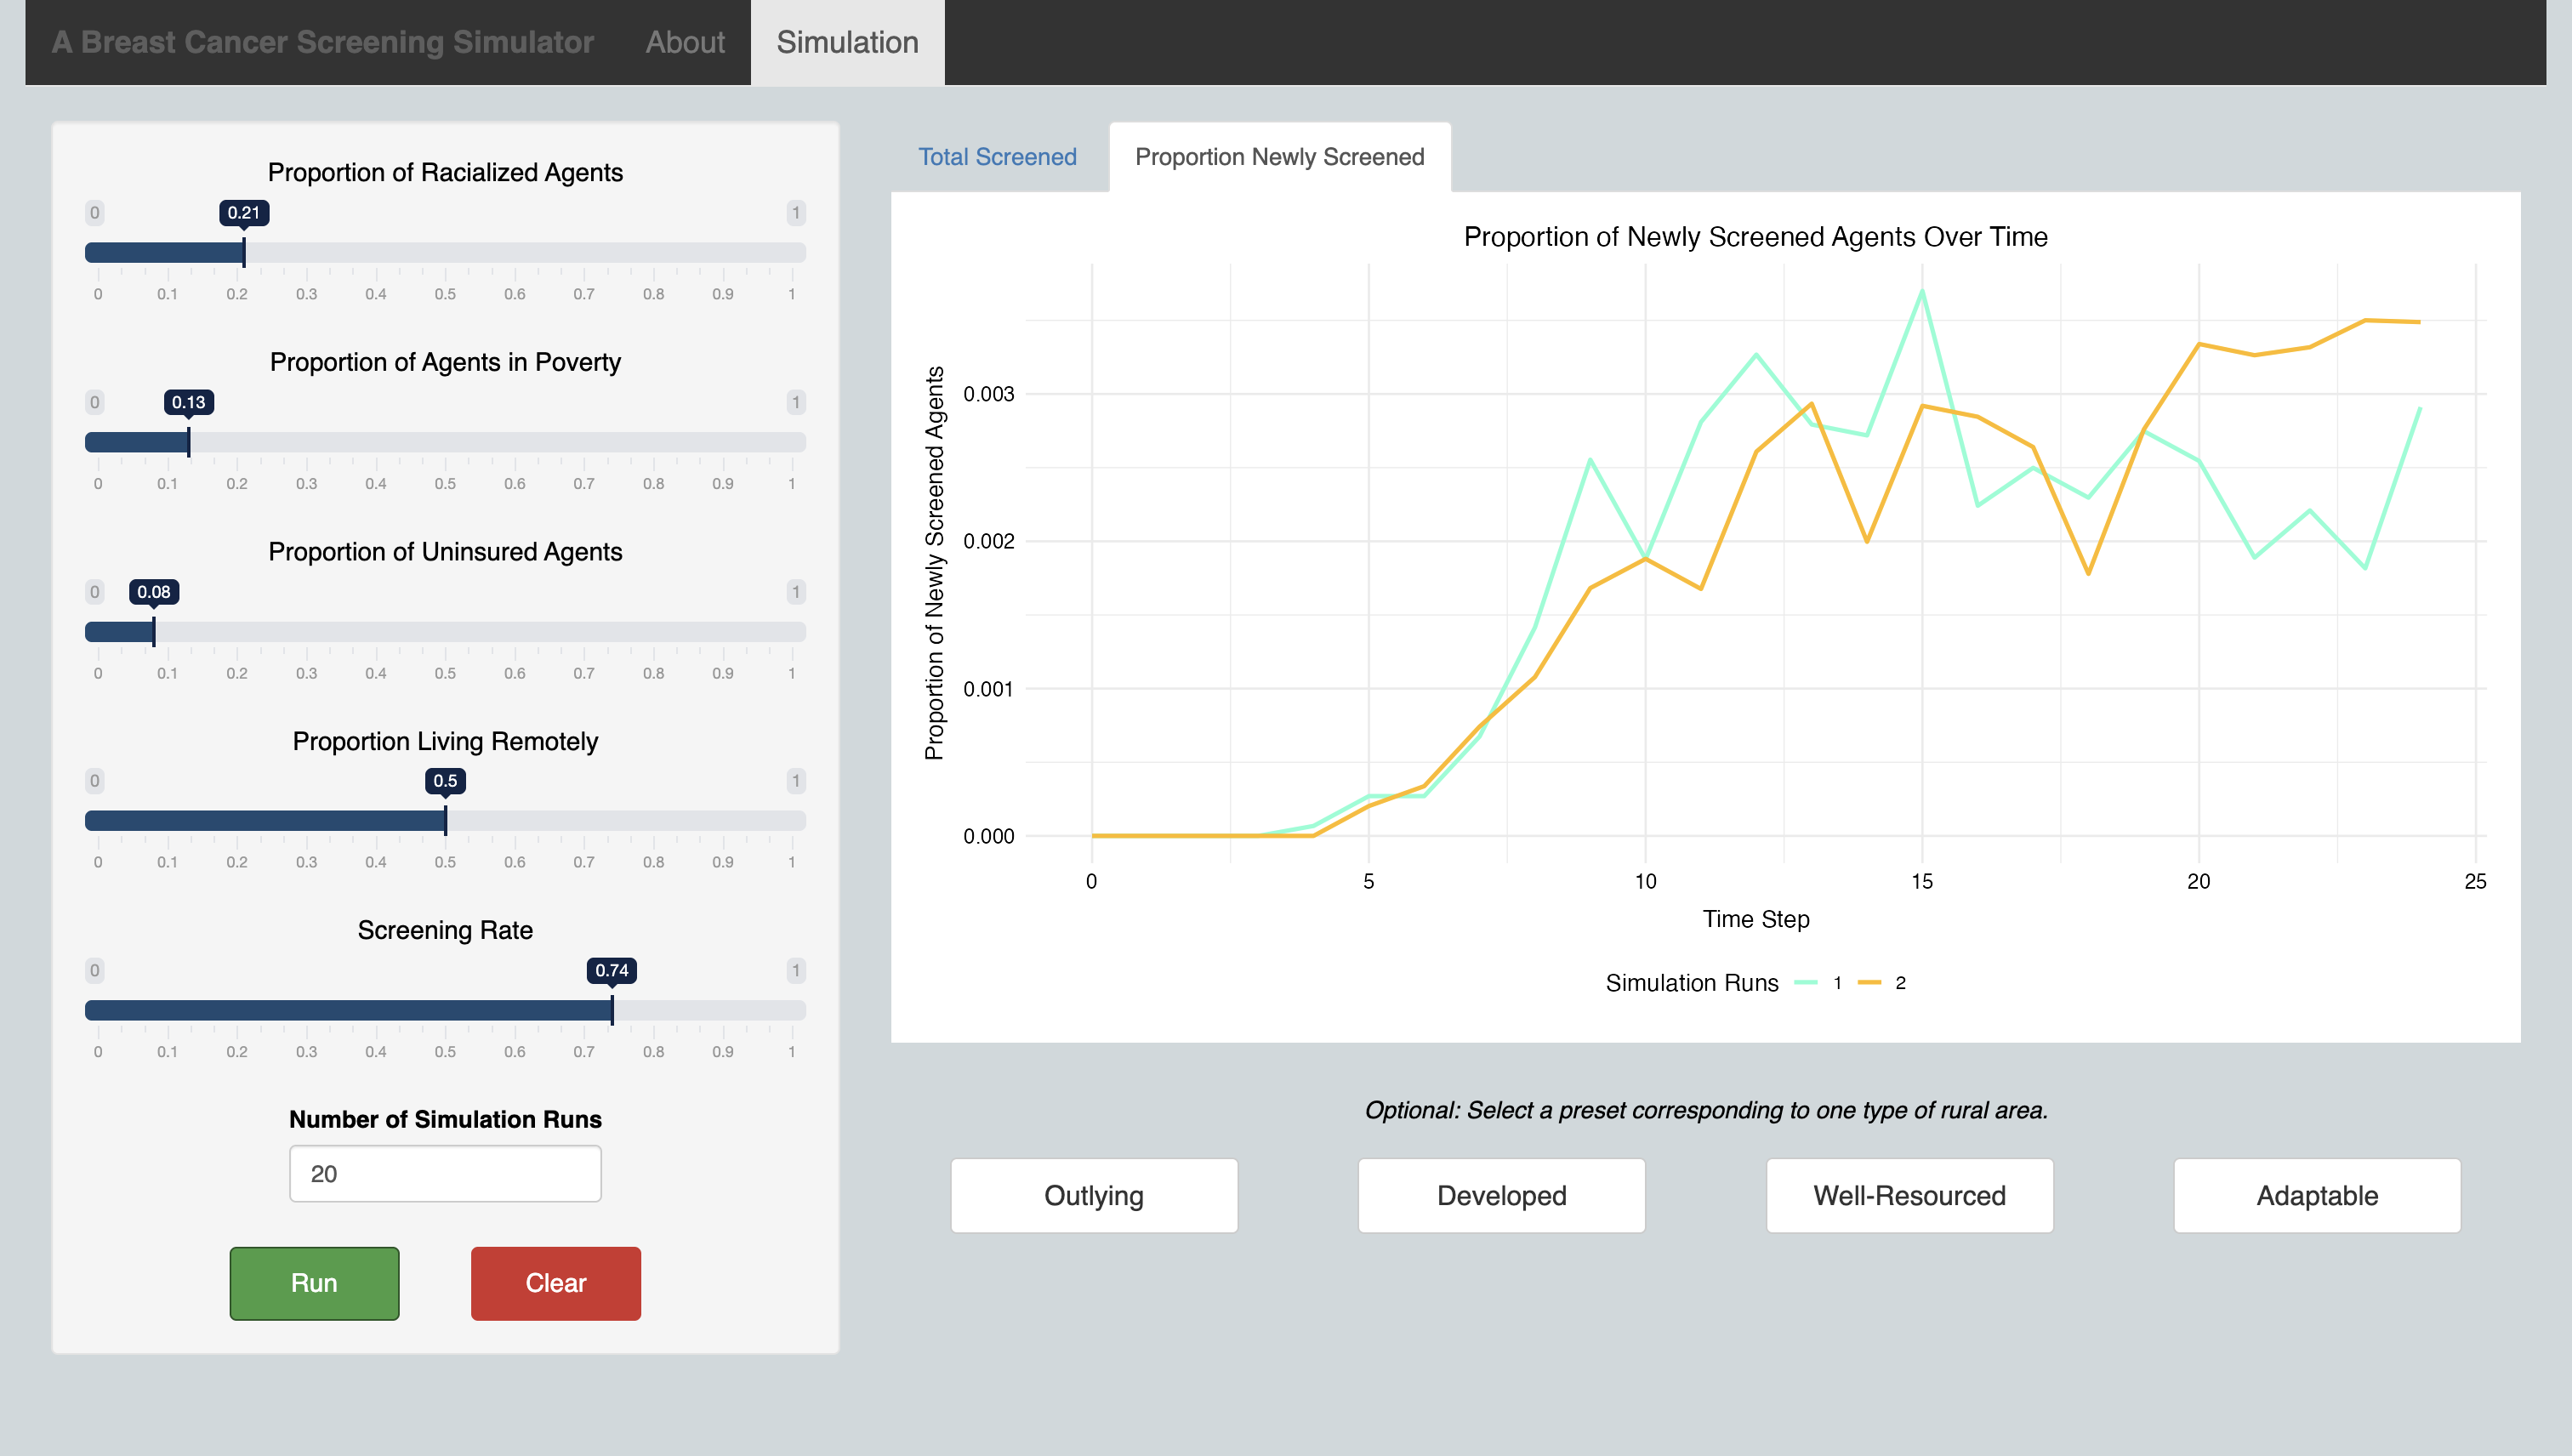 A Breast Cancer Screening Simulator About Simulation
Proportion of Racialized Agents
0 0.21 1
0 0.1 0.2 0.3 0.4 0.5 0.6 0.7 0.8 0.9 1
Proportion of Agents in Poverty
0 0.13 1
0 0.1 0.2 0.3 0.4 0.5 0.6 0.7 0.8 0.9 1
Proportion of Uninsured Agents
0 0.08 1
0 0.1 0.2 0.3 0.4 0.5 0.6 0.7 0.8 0.9 1
Proportion Living Remotely
0 0.5 1
0 0.1 0.2 0.3 0.4 0.5 0.6 0.7 0.8 0.9 1
Screening Rate
0 0.74 1
0 0.1 0.2 0.3 0.4 0.5 0.6 0.7 0.8 0.9 1
Number of Simulation Runs
20
Run Clear
Total Screened Proportion Newly Screened
Proportion of Newly Screened Agents Over Time
Proportion of Newly Screened Agents
0.003
0.002
0.001
0.000
0 5 10 15 20 25
Time Step
Simulation Runs 1 2
Optional: Select a preset corresponding to one type of rural area.
Outlying Developed Well-Resourced Adaptable